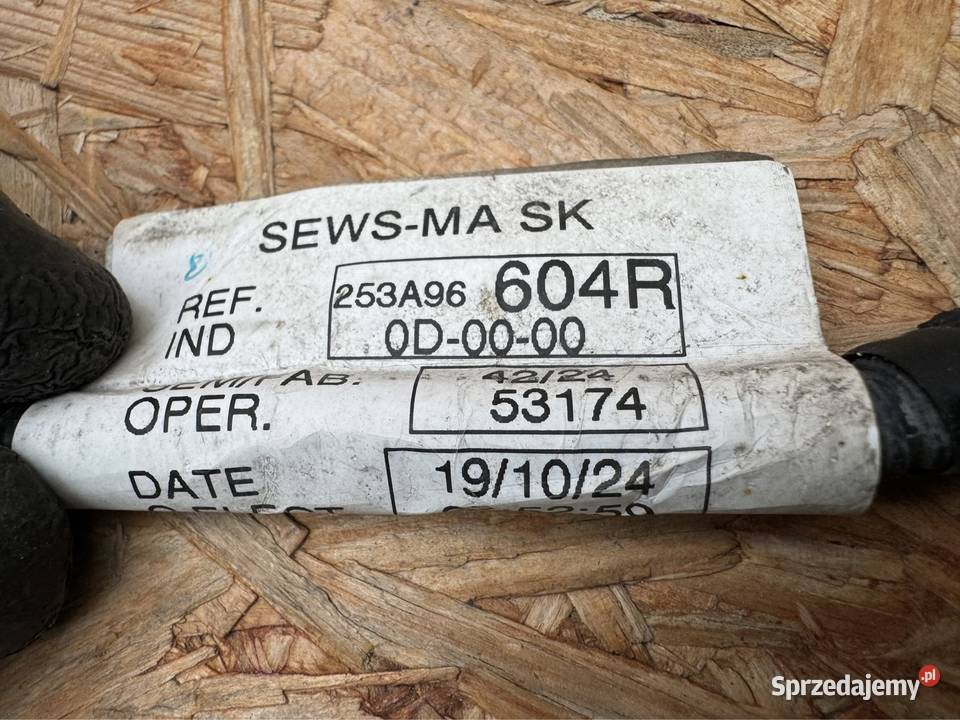 SEWS-MA SK
8
REF. 253A96 604R
IND 0D-00-00
42/24
OPER. 53174
DATE 19/10/24
Sprzedajemy.pl